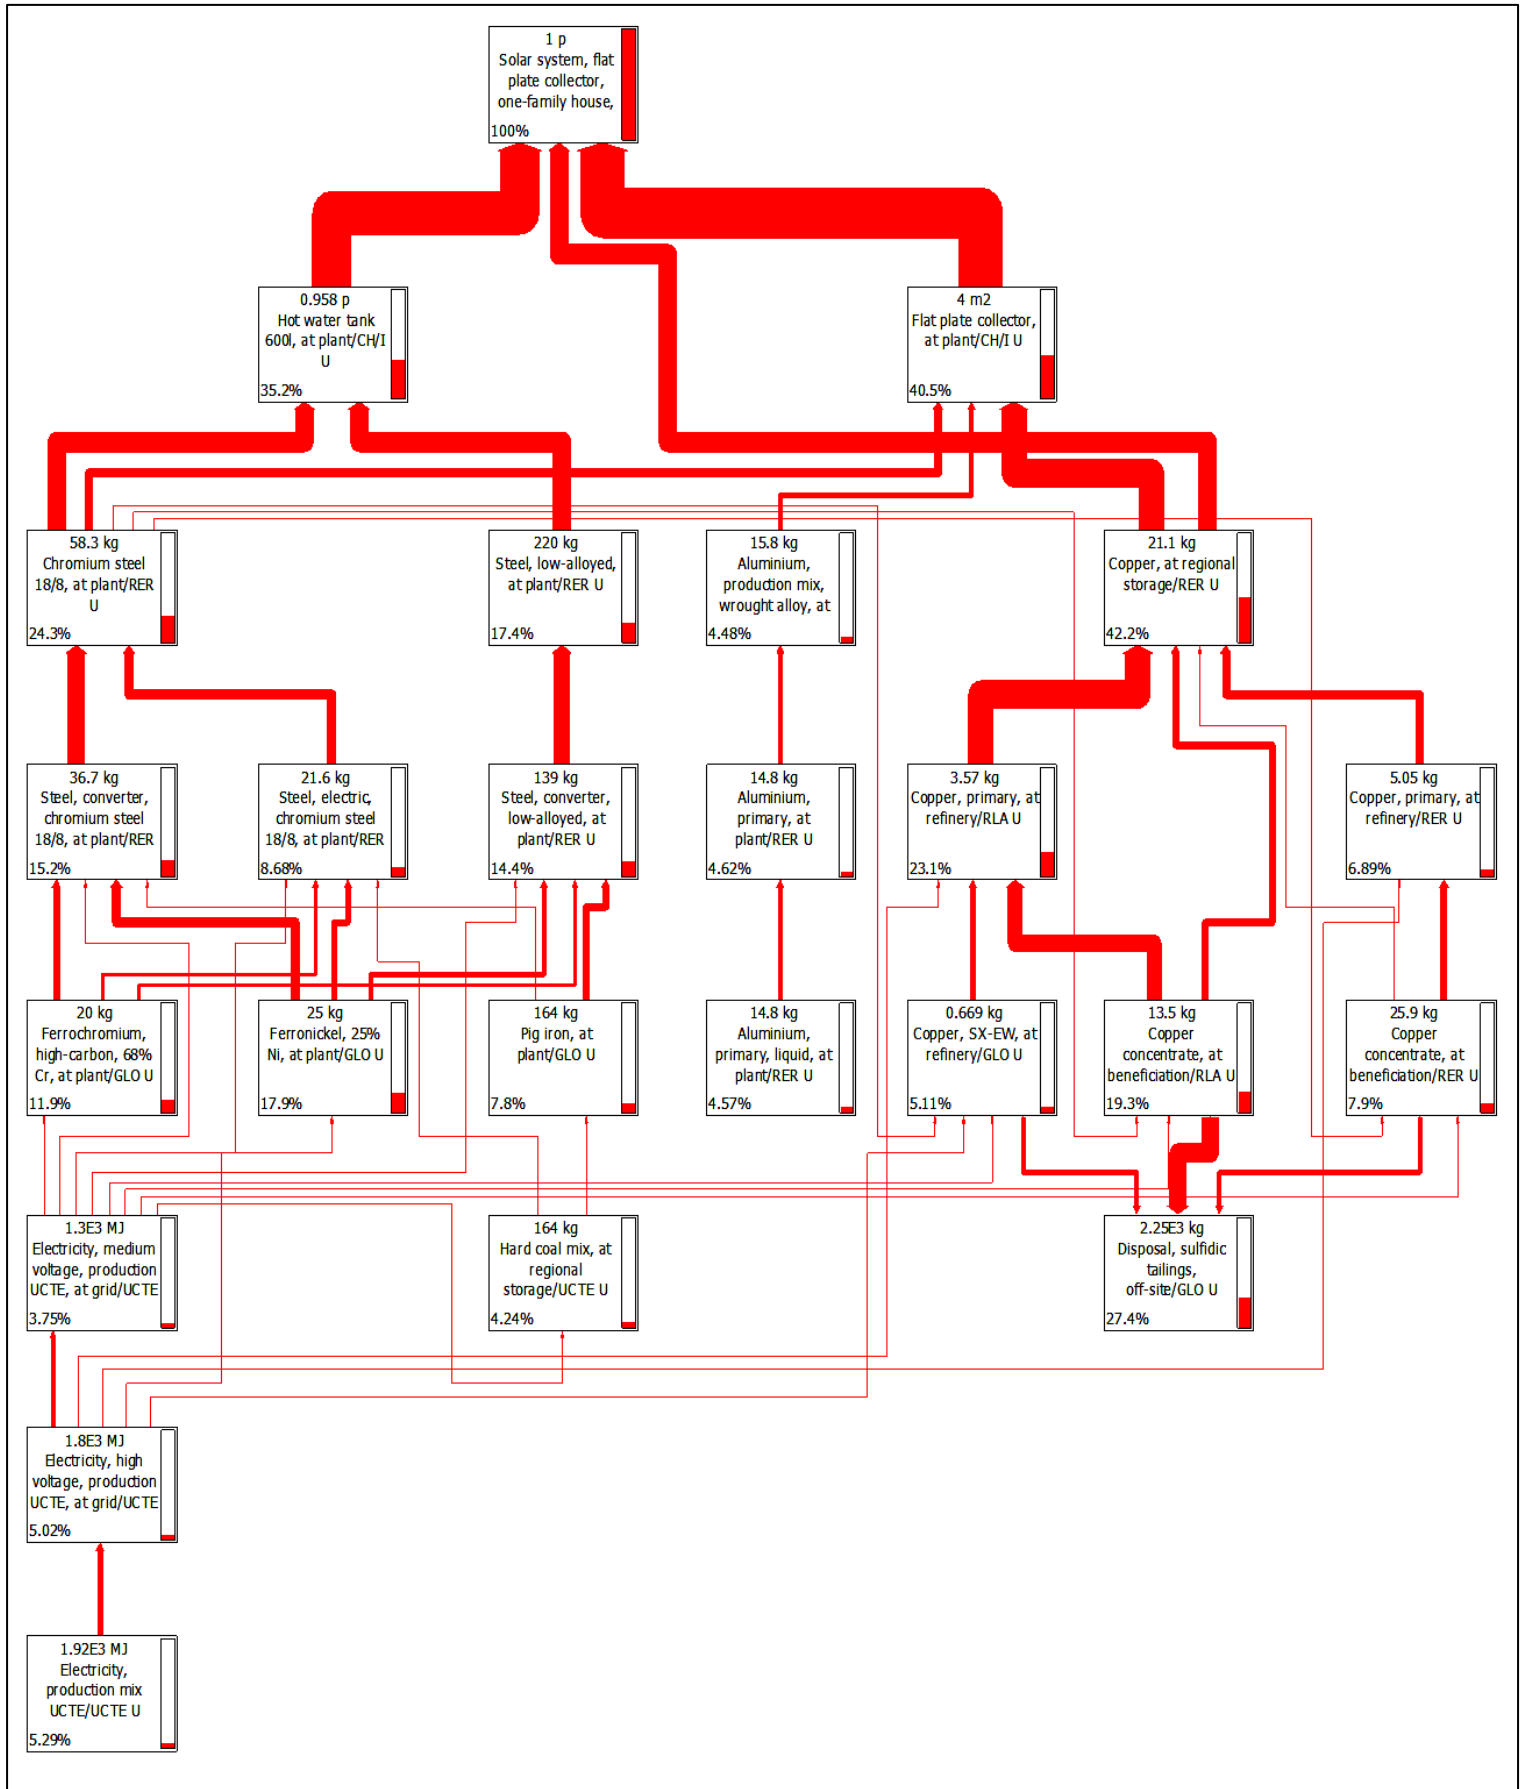 1 p
Solar system, flat
plate collector,
one-family house,
100%
0.958 p
Hot water tank
600l, at plant/CH/I
U
35.2%
4 m2
Flat plate collector,
at plant/CH/I U
40.5%
58.3 kg
Chromium steel
18/8, at plant/RER
U
24.3%
220 kg
Steel, low-alloyed,
at plant/RER U
17.4%
15.8 kg
Aluminium,
production mix,
wrought alloy, at
4.48%
21.1 kg
Copper, at regional
storage/RER U
42.2%
36.7 kg
Steel, converter,
chromium steel
18/8, at plant/RER
15.2%
21.6 kg
Steel, electric,
chromium steel
18/8, at plant/RER
8.68%
139 kg
Steel, converter,
low-alloyed, at
plant/RER U
14.4%
14.8 kg
Aluminium,
primary, at
plant/RER U
4.62%
3.57 kg
Copper, primary, at
refinery/RLA U
23.1%
5.05 kg
Copper, primary, at
refinery/RER U
6.89%
20 kg
Ferrochromium,
high-carbon, 68%
Cr, at plant/GLO U
11.9%
25 kg
Ferronickel, 25%
Ni, at plant/GLO U
17.9%
164 kg
Pig iron, at
plant/GLO U
7.8%
14.8 kg
Aluminium,
primary, liquid, at
plant/RER U
4.57%
0.669 kg
Copper, SX-EW, at
refinery/GLO U
5.11%
13.5 kg
Copper
concentrate, at
beneficiation/RLA U
19.3%
25.9 kg
Copper
concentrate, at
beneficiation/RER U
7.9%
1.3E3 MJ
Electricity, medium
voltage, production
UCTE, at grid/UCTE
3.75%
164 kg
Hard coal mix, at
regional
storage/UCTE U
4.24%
2.25E3 kg
Disposal, sulfidic
tailings,
off-site/GLO U
27.4%
1.8E3 MJ
Electricity, high
voltage, production
UCTE, at grid/UCTE
5.02%
1.92E3 MJ
Electricity,
production mix
UCTE/UCTE U
5.29%